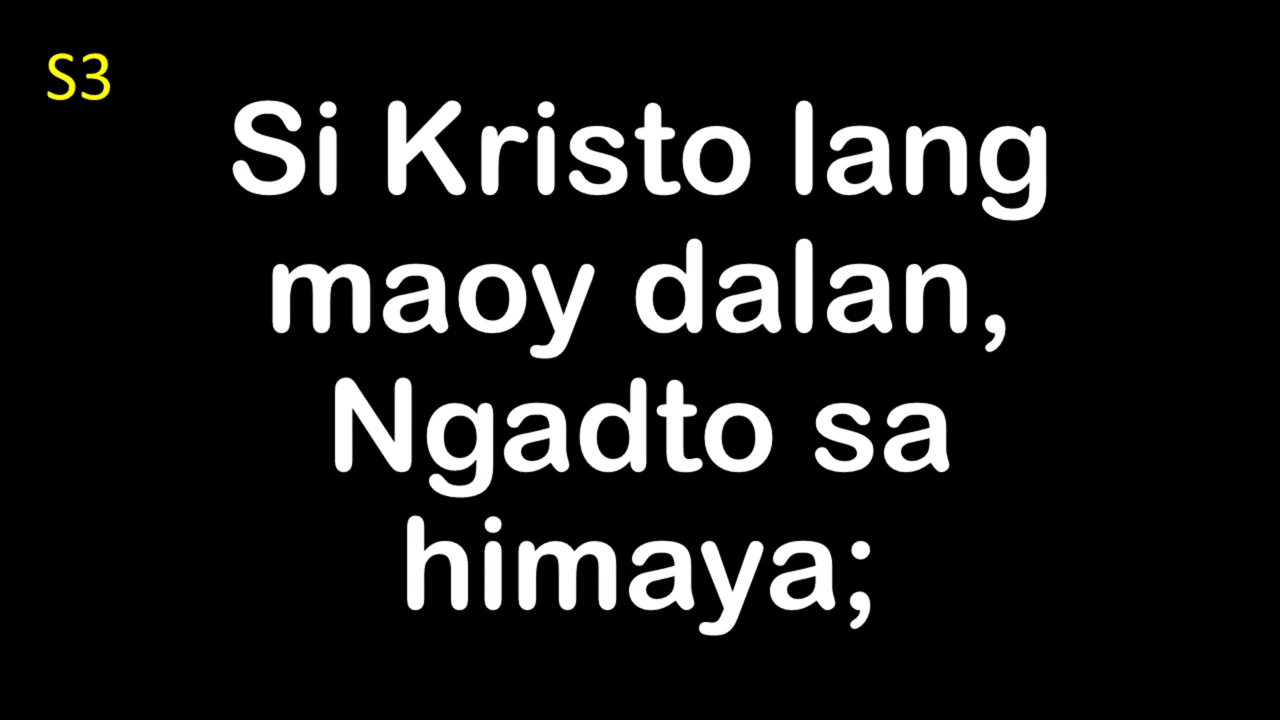 S3
Si Kristo lang
maoy dalan,
Ngadto sa
himaya;